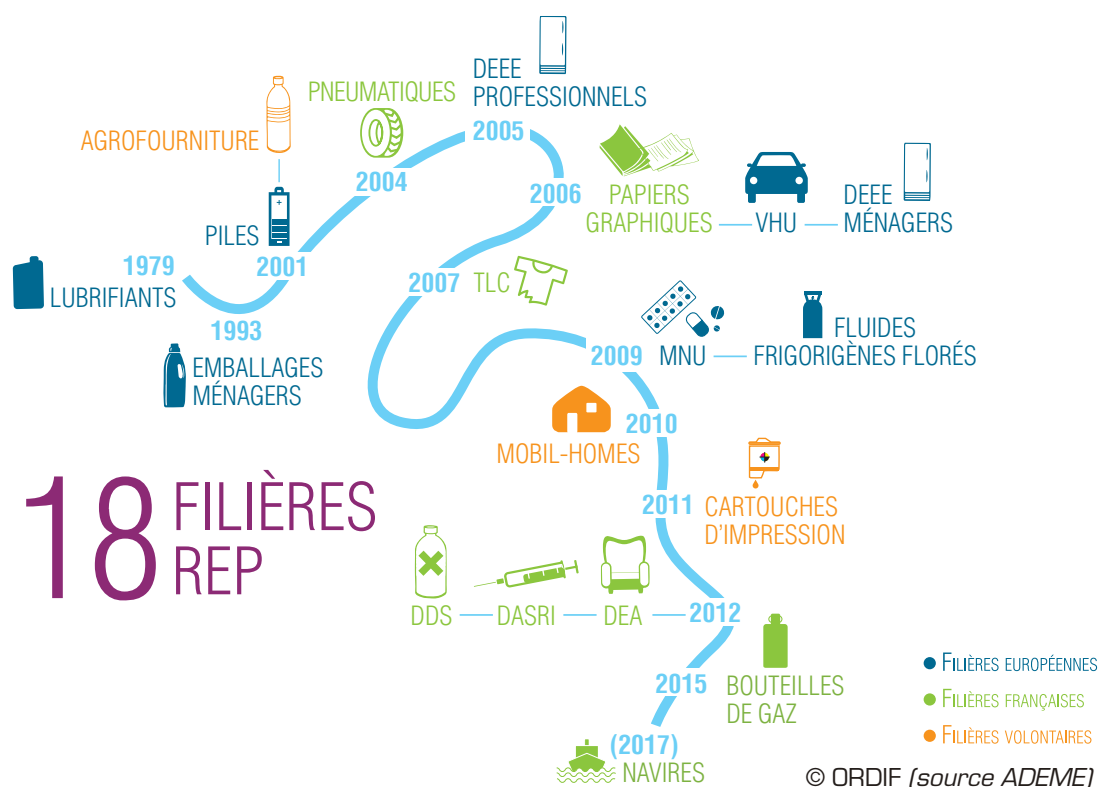 DEEE
PROFESSIONNELS
2005
PNEUMATIQUES
2004
AGROFOURNITURE
PILES
2001
1979
LUBRIFIANTS
1993
EMBALLAGES
MÉNAGERS
2006
PAPIERS
GRAPHIQUES
VHU
DEEE
MÉNAGERS
2007
TLC
2009
MNU
FLUIDES
FRIGORIGÈNES FLORÉS
2010
MOBIL-HOMES
2011
CARTOUCHES
D'IMPRESSION
18 FILIÈRES
REP
DDS
DASRI
DEA
2012
2015
BOUTEILLES
DE GAZ
(2017)
NAVIRES
FILIÈRES EUROPÉENNES
FILIÈRES FRANÇAISES
FILIÈRES VOLONTAIRES
© ORDIF (source ADEME)